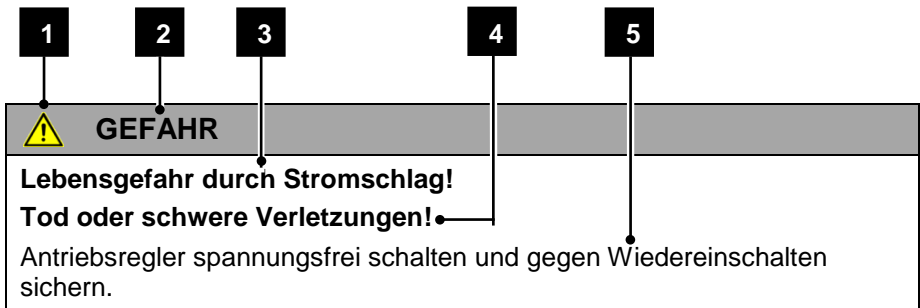 1 2 3 4 5
GEFAHR
Lebensgefahr durch Stromschlag!
Tod oder schwere Verletzungen!
Antriebsregler spannungsfrei schalten und gegen Wiedereinschalten
sichern.